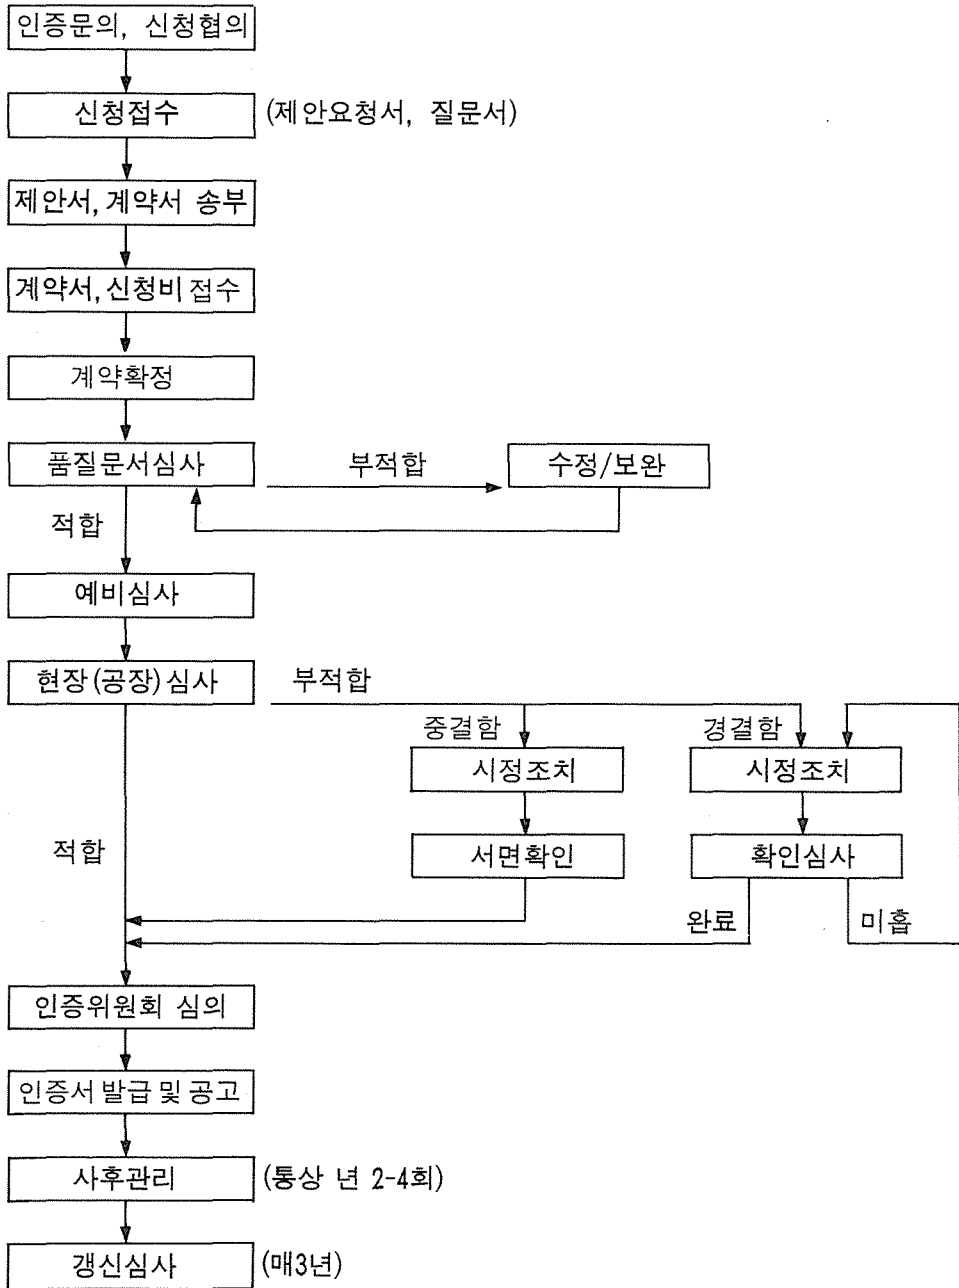 인증문의, 신청협의
신청접수 (제안요청서, 질문서)
제안서, 계약서 송부
계약서, 신청비 접수
계약확정
품질문서심사 부적합 수정/보완
적합
예비심사
현장(공장)심사 부적합
중결함 경결함
시정조치 시정조치
적합 서면확인 확인심사
완료 미흡
인증위원회 심의
인증서 발급 및 공고
사후관리 (통상 년 2-4회)
갱신심사 (매3년)